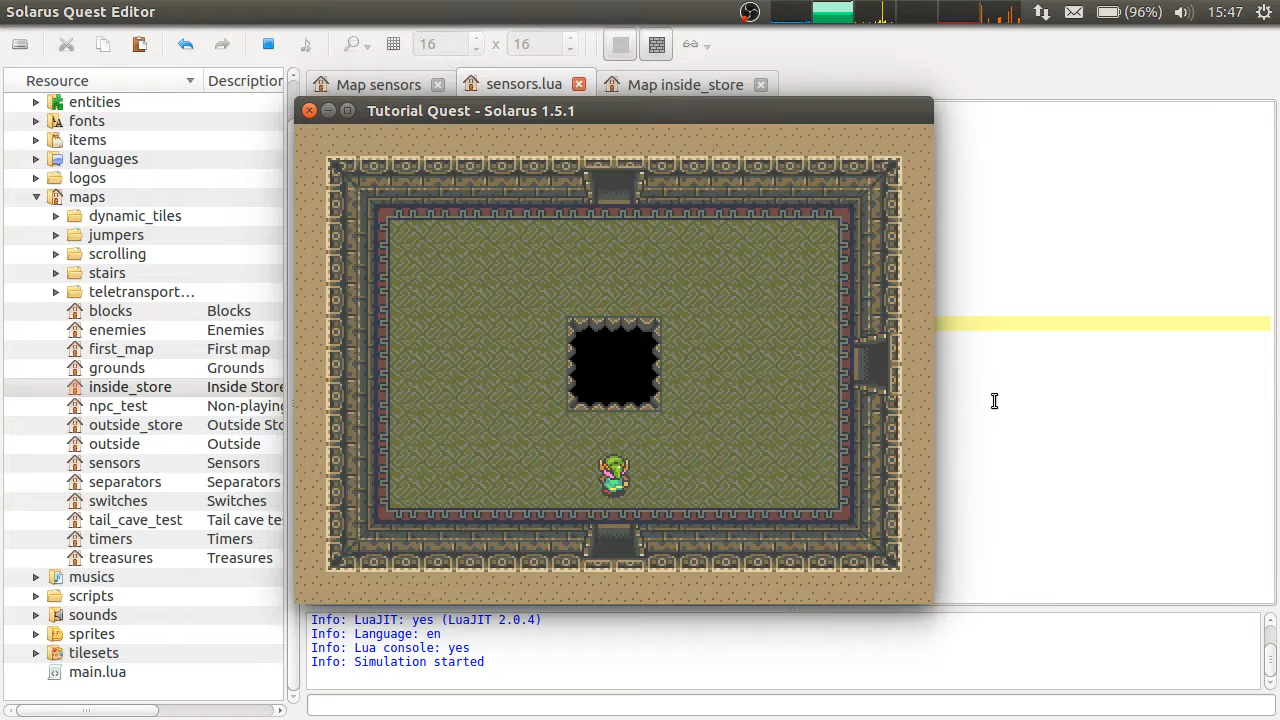 Solarus Quest Editor
(96%)
15:47
16 x 16
Resource
Description
Map sensors
sensors.lua
Map inside_store
entities
fonts
items
languages
logos
maps
dynamic_tiles
jumpers
scrolling
stairs
teletransport...
blocks Blocks
enemies Enemies
first_map First map
grounds Grounds
inside_store Inside Store
npc_test Non-playing
outside_store Outside Sto
outside Outside
sensors Sensors
separators Separators
switches Switches
tail_cave_test Tail cave tes
timers Timers
treasures Treasures
musics
scripts
sounds
sprites
tilesets
main.lua
Tutorial Quest - Solarus 1.5.1
Info: LuaJIT: yes (LuaJIT 2.0.4)
Info: Language: en
Info: Lua console: yes
Info: Simulation started